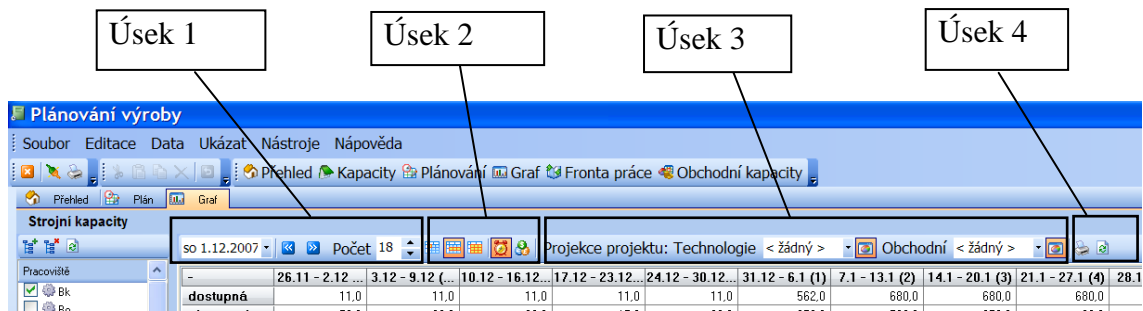 Úsek 1
Úsek 2
Úsek 3
Úsek 4
Plánování výroby
Soubor Editace Data Ukázat Nástroje Nápověda
Přehled Kapacity Plánování Graf Fronta práce Obchodní kapacity
Přehled Plán Graf
Strojní kapacity
so 1.12.2007 Počet 18 Projekce projektu: Technologie < žádný > Obchodní < žádný >
Pracoviště - 26.11 - 2.12 ... 3.12 - 9.12 (... 10.12 - 16.12... 17.12 - 23.12... 24.12 - 30.12... 31.12 - 6.1 (1) 7.1 - 13.1 (2) 14.1 - 20.1 (3) 21.1 - 27.1 (4) 28.1
Bk dostupná 11,0 11,0 11,0 11,0 11,0 562,0 680,0 680,0 680,0